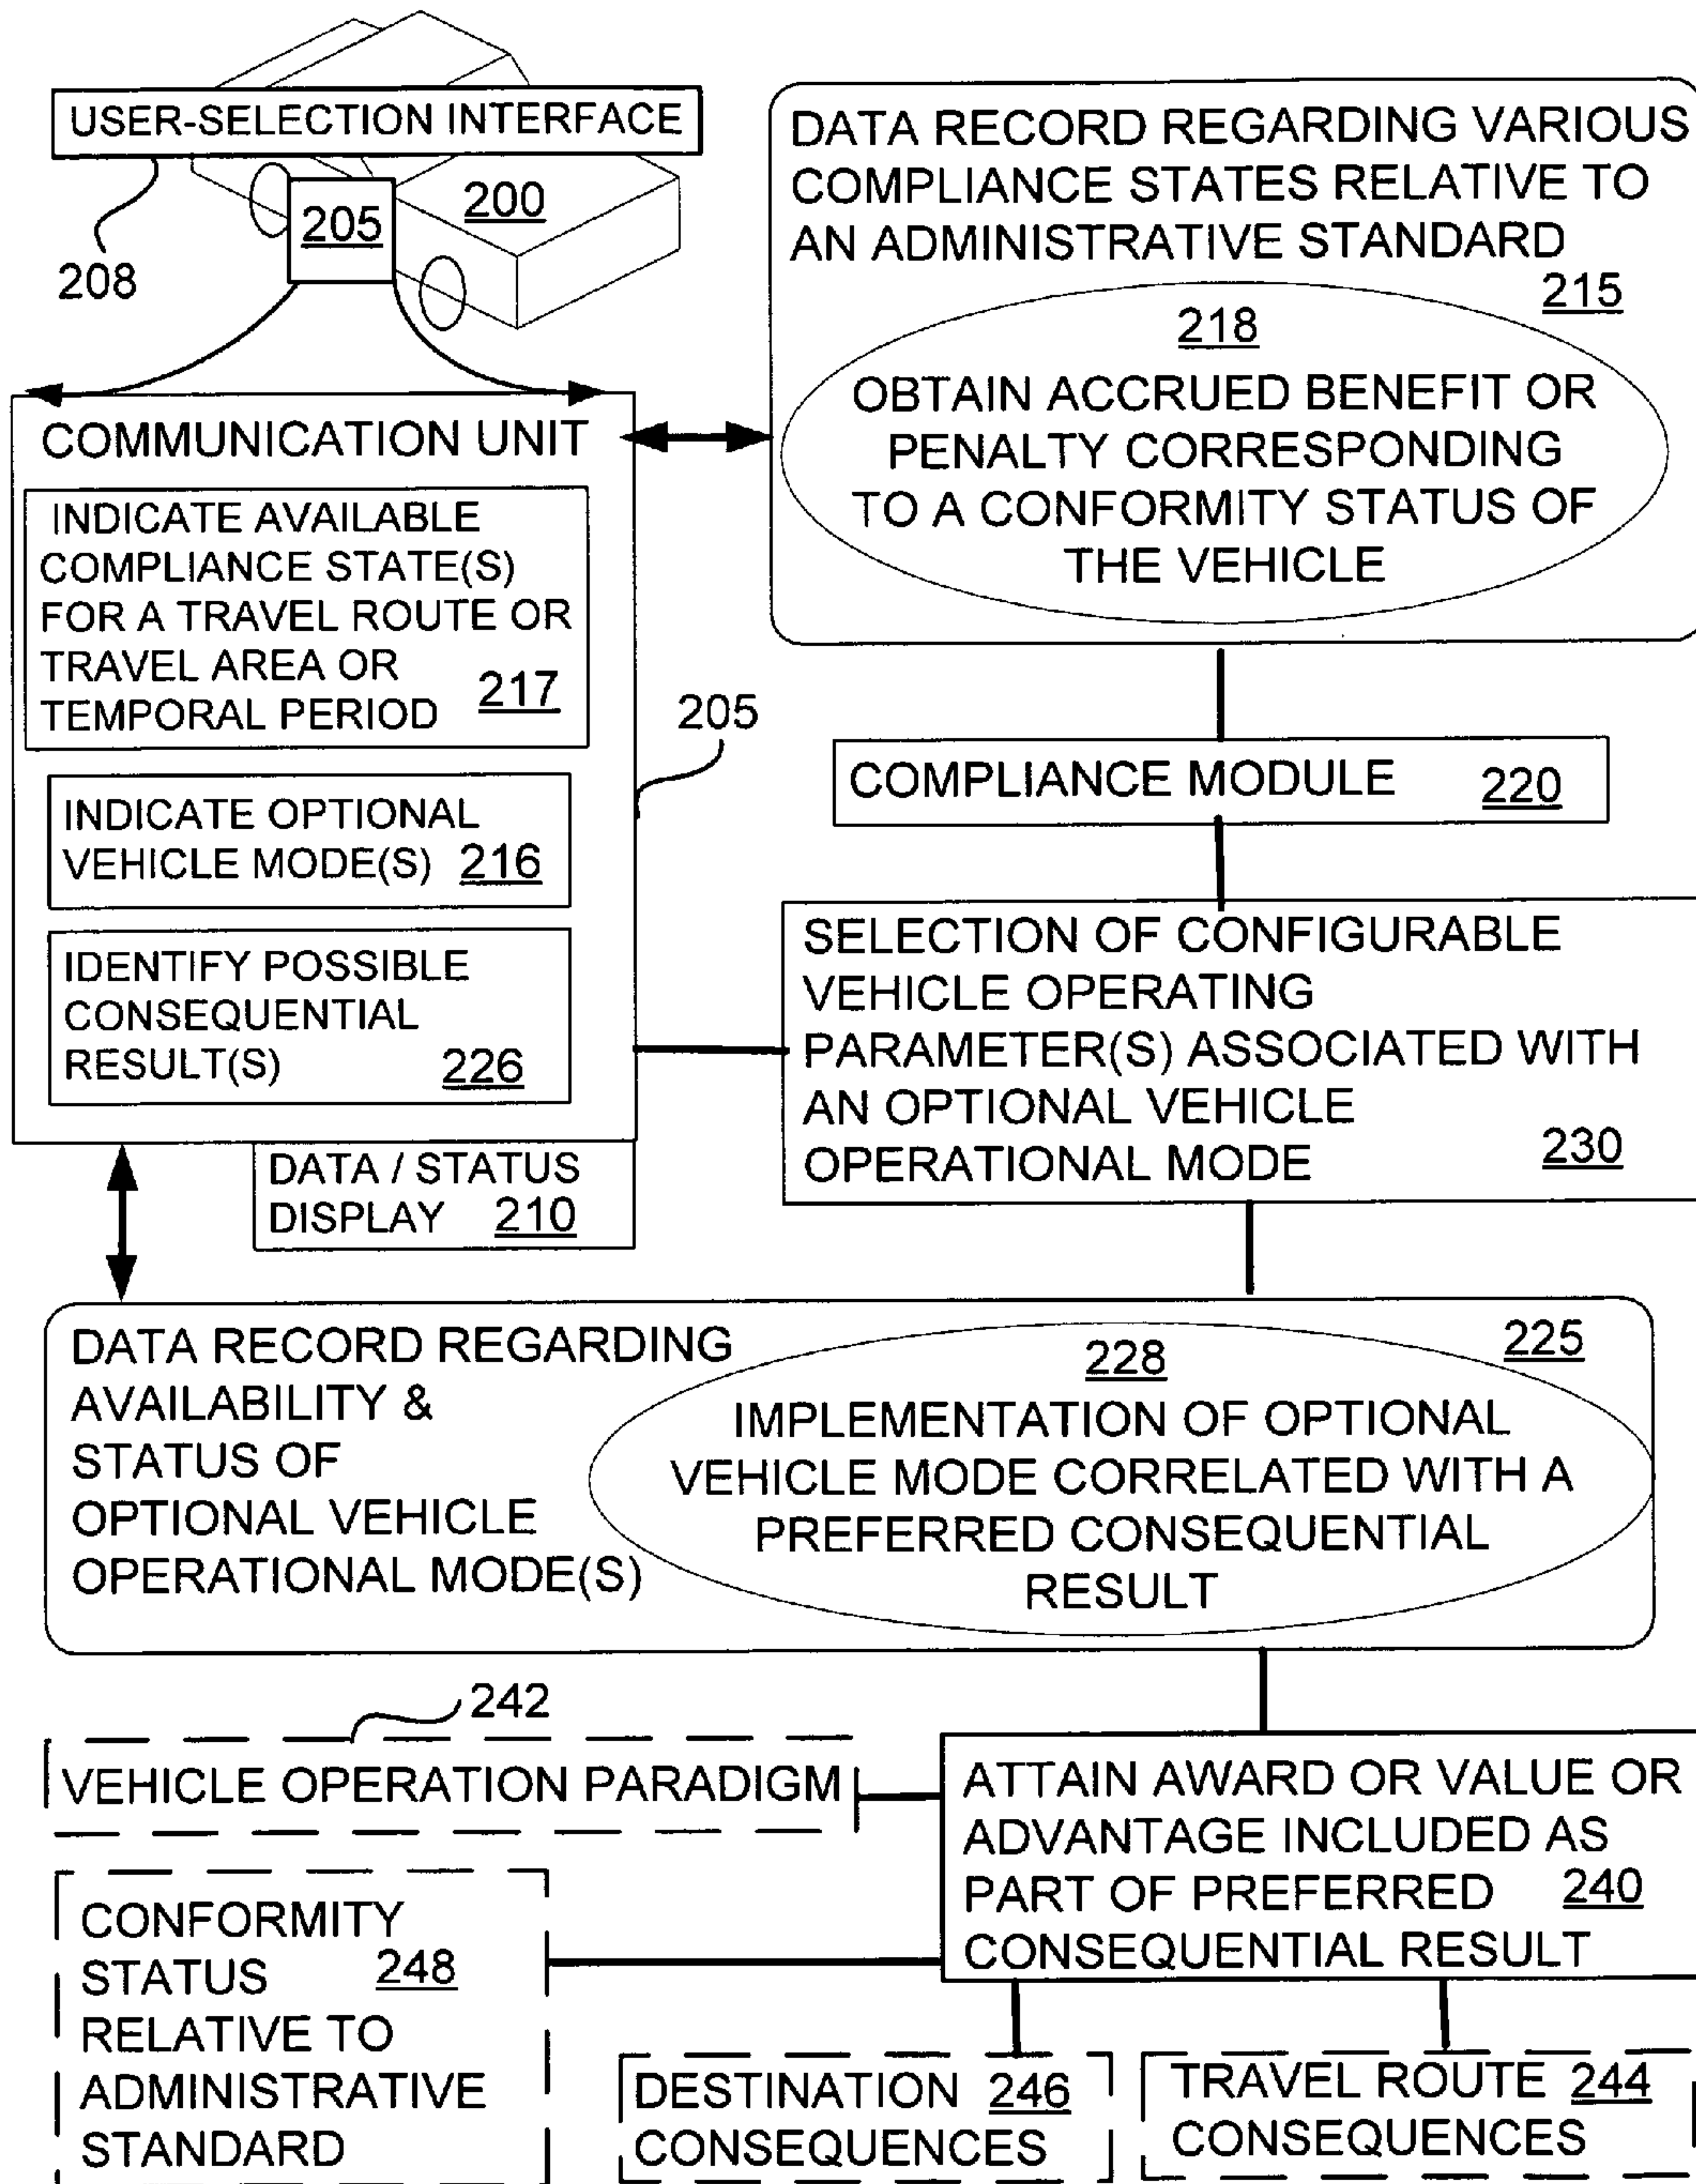 USER-SELECTION INTERFACE
208
205
200
DATA RECORD REGARDING VARIOUS
COMPLIANCE STATES RELATIVE TO
AN ADMINISTRATIVE STANDARD
215
218
OBTAIN ACCRUED BENEFIT OR
PENALTY CORRESPONDING
TO A CONFORMITY STATUS OF
THE VEHICLE
COMMUNICATION UNIT
INDICATE AVAILABLE
COMPLIANCE STATE(S)
FOR A TRAVEL ROUTE OR
TRAVEL AREA OR
TEMPORAL PERIOD 217
205
INDICATE OPTIONAL
VEHICLE MODE(S) 216
IDENTIFY POSSIBLE
CONSEQUENTIAL
RESULT(S) 226
DATA / STATUS
DISPLAY 210
COMPLIANCE MODULE 220
SELECTION OF CONFIGURABLE
VEHICLE OPERATING
PARAMETER(S) ASSOCIATED WITH
AN OPTIONAL VEHICLE
OPERATIONAL MODE 230
DATA RECORD REGARDING
AVAILABILITY &
STATUS OF
OPTIONAL VEHICLE
OPERATIONAL MODE(S)
225
228
IMPLEMENTATION OF OPTIONAL
VEHICLE MODE CORRELATED WITH A
PREFERRED CONSEQUENTIAL
RESULT
242
VEHICLE OPERATION PARADIGM
ATTAIN AWARD OR VALUE OR
ADVANTAGE INCLUDED AS
PART OF PREFERRED 240
CONSEQUENTIAL RESULT
CONFORMITY
STATUS 248
RELATIVE TO
ADMINISTRATIVE
STANDARD
DESTINATION 246
CONSEQUENCES
TRAVEL ROUTE 244
CONSEQUENCES